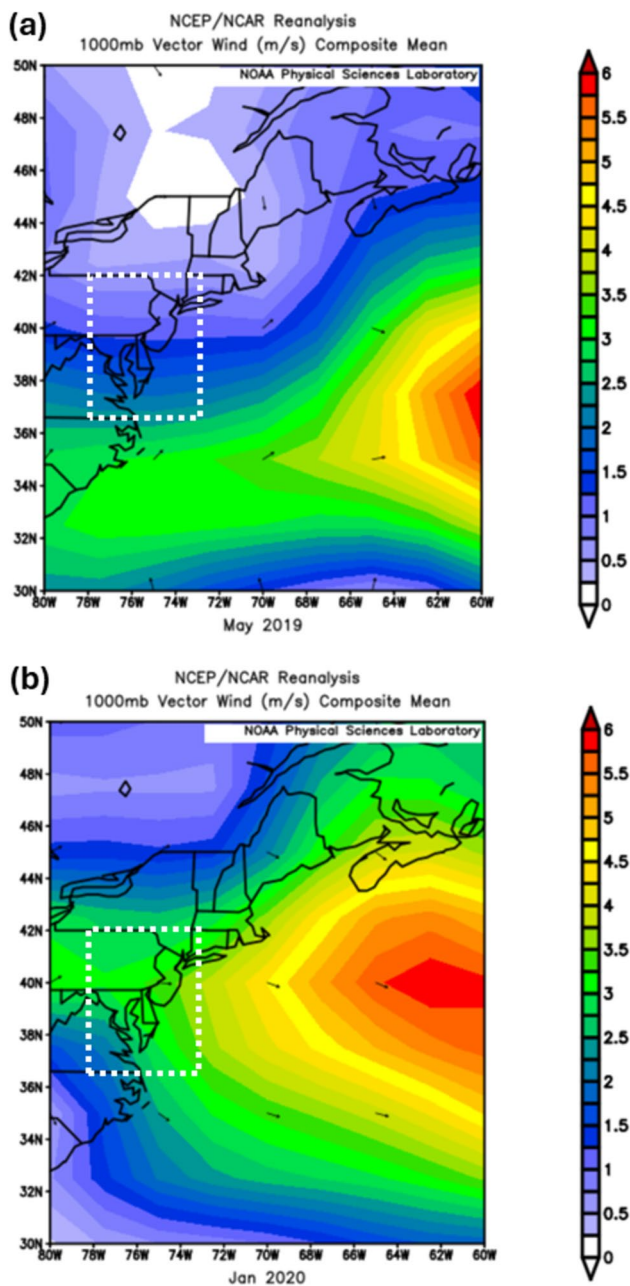 (a)
NCEP/NCAR Reanalysis
1000mb Vector Wind (m/s) Composite Mean
NOAA Physical Sciences Laboratory
50N
48N
46N
44N
42N
40N
38N
36N
34N
32N
30N
80W 78W 76W 74W 72W 70W 68W 66W 64W 62W 60W
May 2019
6
5.5
5
4.5
4
3.5
3
2.5
2
1.5
1
0.5
0
(b)
NCEP/NCAR Reanalysis
1000mb Vector Wind (m/s) Composite Mean
NOAA Physical Sciences Laboratory
50N
48N
46N
44N
42N
40N
38N
36N
34N
32N
30N
80W 78W 76W 74W 72W 70W 68W 66W 64W 62W 60W
Jan 2020
6
5.5
5
4.5
4
3.5
3
2.5
2
1.5
1
0.5
0